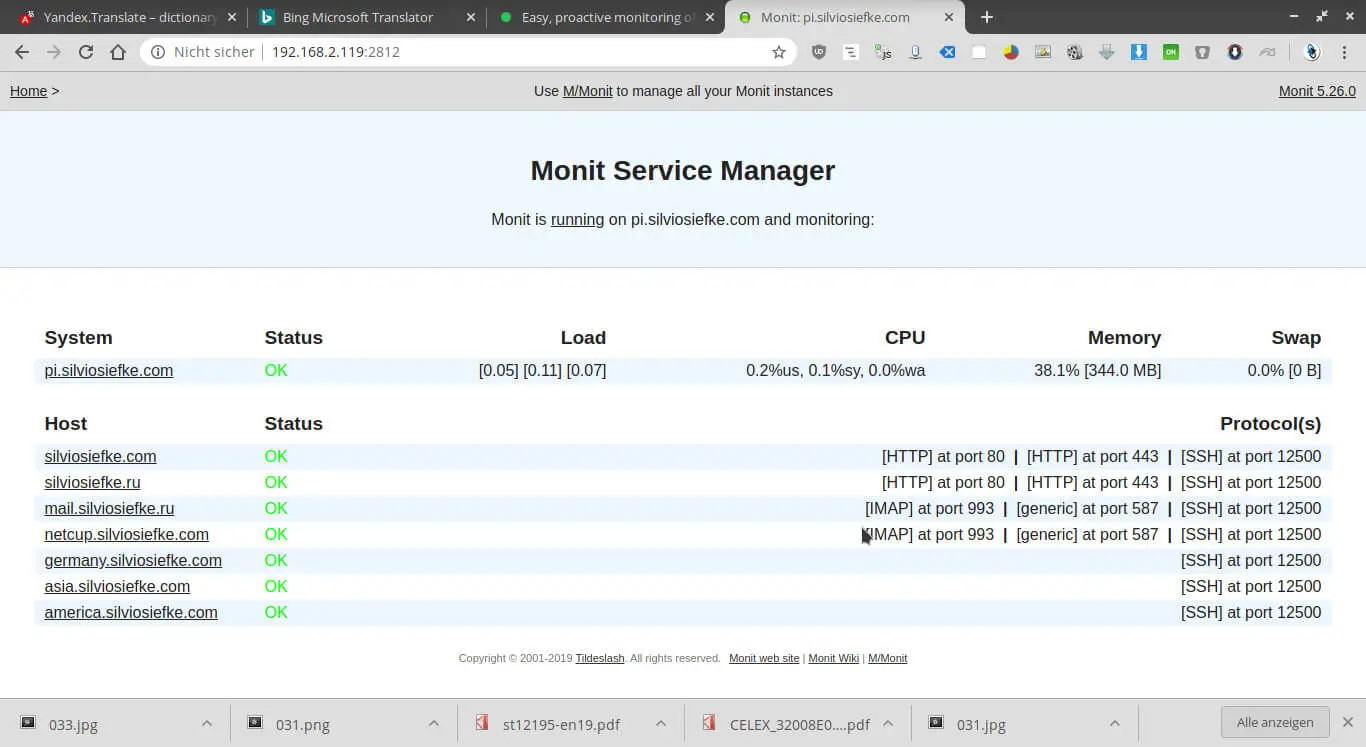 Yandex.Translate – dictionary
Bing Microsoft Translator
Easy, proactive monitoring o
Monit: pi.silviosiefke.com
Nicht sicher 192.168.2.119:2812
Home >
Use M/Monit to manage all your Monit instances
Monit 5.26.0
Monit Service Manager
Monit is running on pi.silviosiefke.com and monitoring:
System Status Load CPU Memory Swap
pi.silviosiefke.com OK [0.05] [0.11] [0.07] 0.2%us, 0.1%sy, 0.0%wa 38.1% [344.0 MB] 0.0% [0 B]
Host Status Protocol(s)
silviosiefke.com OK [HTTP] at port 80 | [HTTP] at port 443 | [SSH] at port 12500
silviosiefke.ru OK [HTTP] at port 80 | [HTTP] at port 443 | [SSH] at port 12500
mail.silviosiefke.ru OK [IMAP] at port 993 | [generic] at port 587 | [SSH] at port 12500
netcup.silviosiefke.com OK [IMAP] at port 993 | [generic] at port 587 | [SSH] at port 12500
germany.silviosiefke.com OK [SSH] at port 12500
asia.silviosiefke.com OK [SSH] at port 12500
america.silviosiefke.com OK [SSH] at port 12500
Copyright © 2001-2019 Tildeslash. All rights reserved. Monit web site | Monit Wiki | M/Monit
033.jpg
031.png
st12195-en19.pdf
CELEX_32008E0....pdf
031.jpg
Alle anzeigen